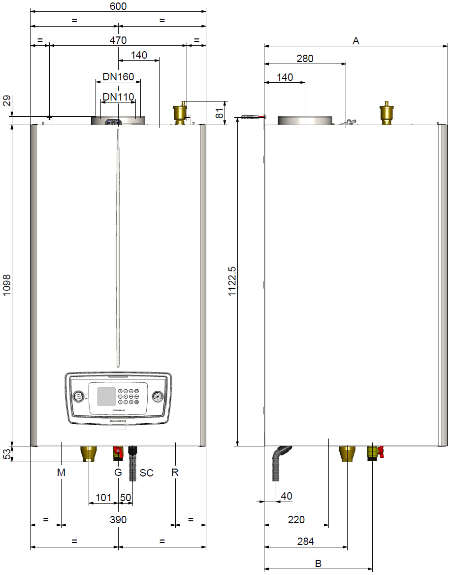 600
= =
= 470 =
140
DN160
DN110
29
81
1098
53
M G SC R
101 50
= 390 =
= =
A
280
140
1122.5
40
220
284
B